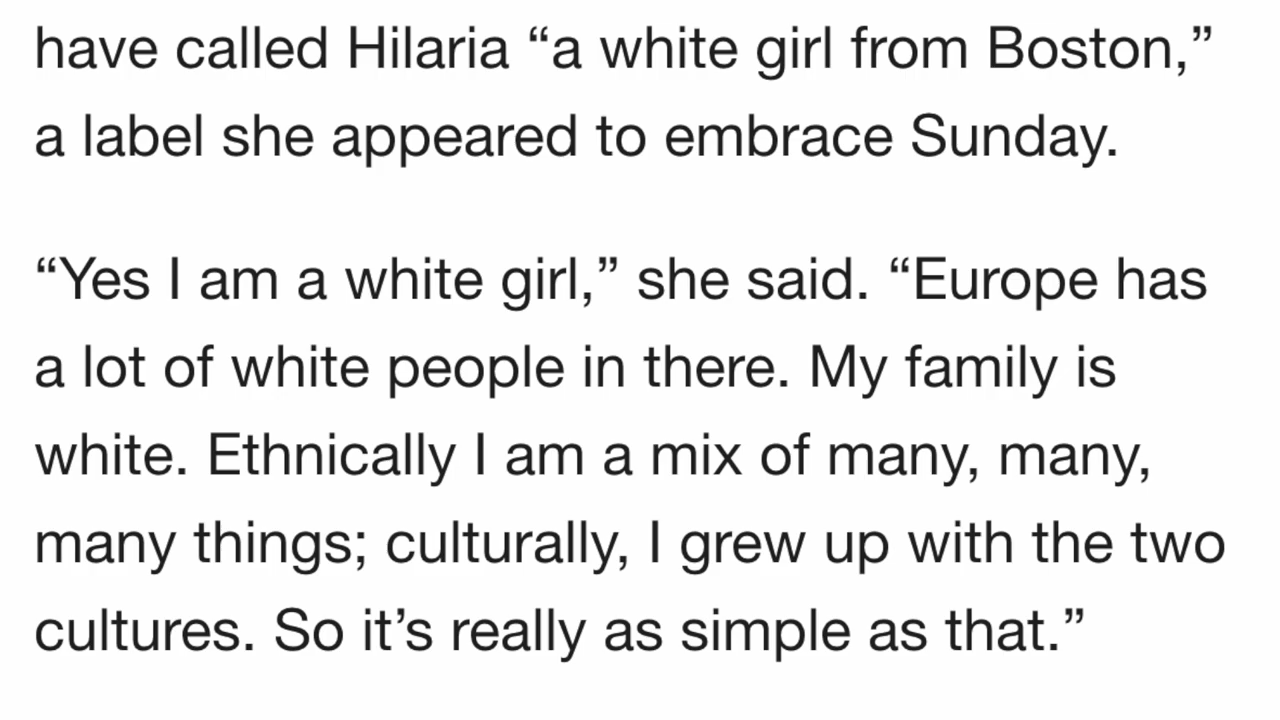 have called Hilaria “a white girl from Boston,”
a label she appeared to embrace Sunday.
“Yes I am a white girl,” she said. “Europe has
a lot of white people in there. My family is
white. Ethnically I am a mix of many, many,
many things; culturally, I grew up with the two
cultures. So it’s really as simple as that.”